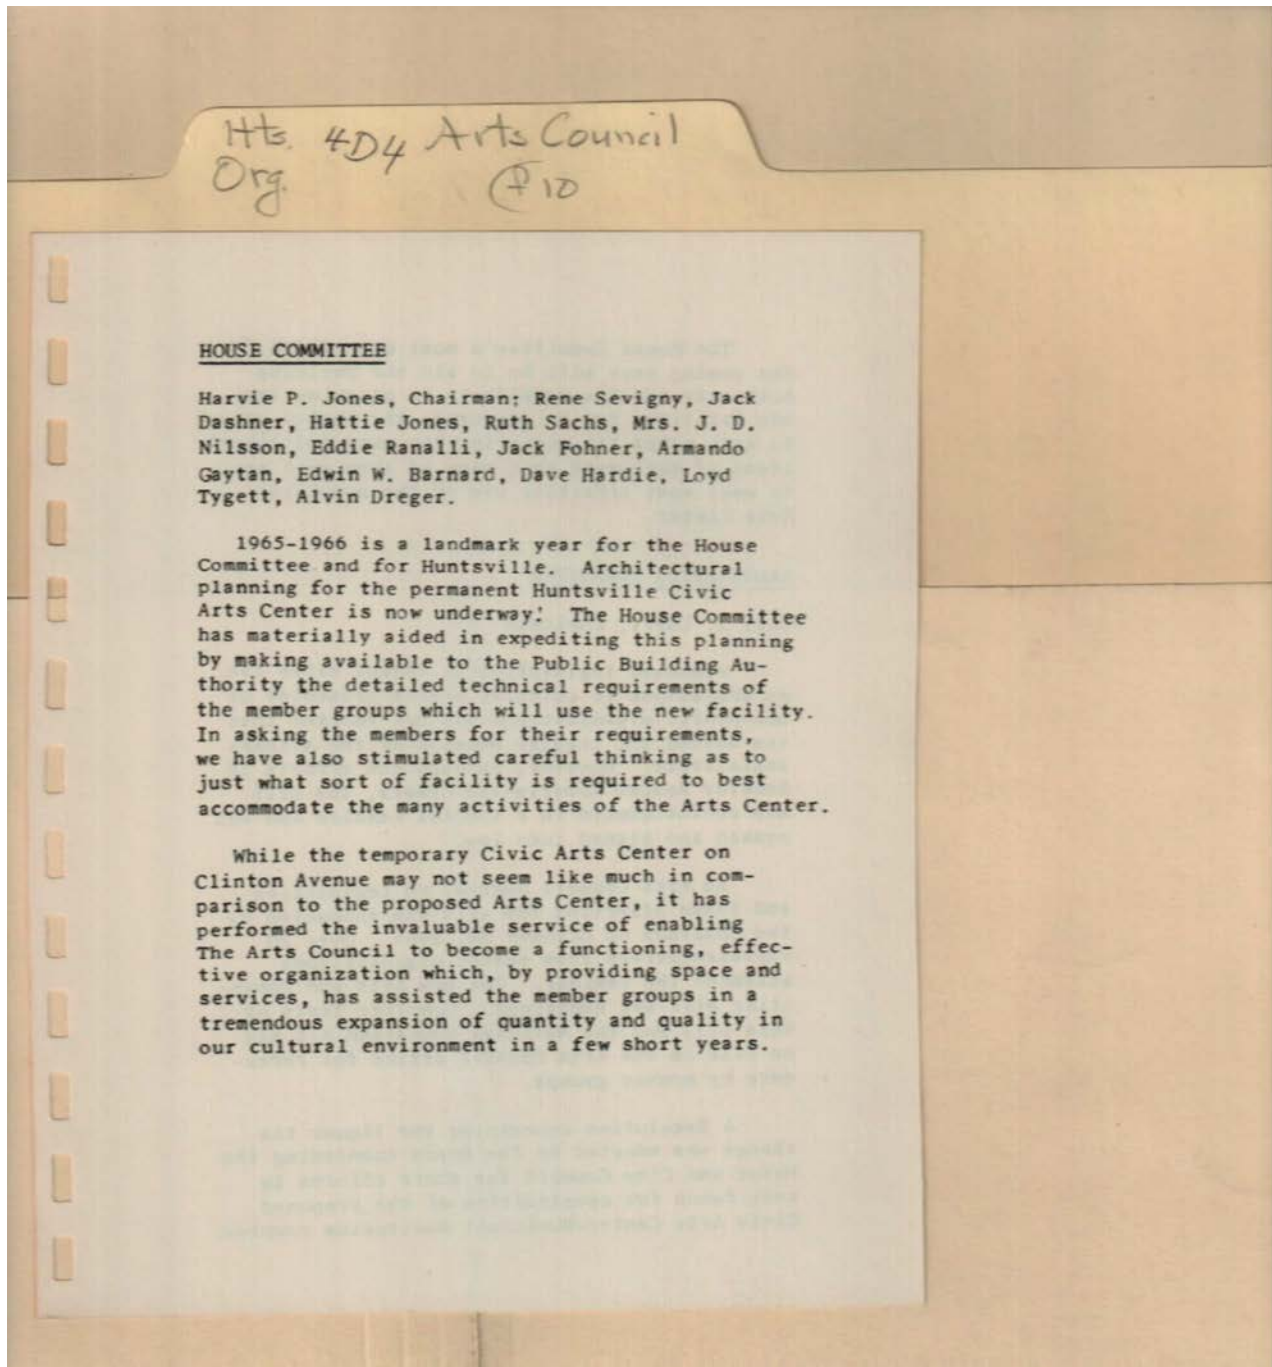 Hts. 4D4 Arts Council
Org. 10
HOUSE COMMITTEE
Harvie P. Jones, Chairman; Rene Sevigny, Jack
Dashner, Hattie Jones, Ruth Sachs, Mrs. J. D.
Nilsson, Eddie Ranalli, Jack Fohner, Armando
Gaytan, Edwin W. Barnard, Dave Hardie, Loyd
Tygett, Alvin Dreger.
1965-1966 is a landmark year for the House
Committee and for Huntsville. Architectural
planning for the permanent Huntsville Civic
Arts Center is now underway! The House Committee
has materially aided in expediting this planning
by making available to the Public Building Au-
thority the detailed technical requirements of
the member groups which will use the new facility.
In asking the members for their requirements,
we have also stimulated careful thinking as to
just what sort of facility is required to best
accommodate the many activities of the Arts Center.
While the temporary Civic Arts Center on
Clinton Avenue may not seem like much in com-
parison to the proposed Arts Center, it has
performed the invaluable service of enabling
The Arts Council to become a functioning, effec-
tive organization which, by providing space and
services, has assisted the member groups in a
tremendous expansion of quantity and quality in
our cultural environment in a few short years.